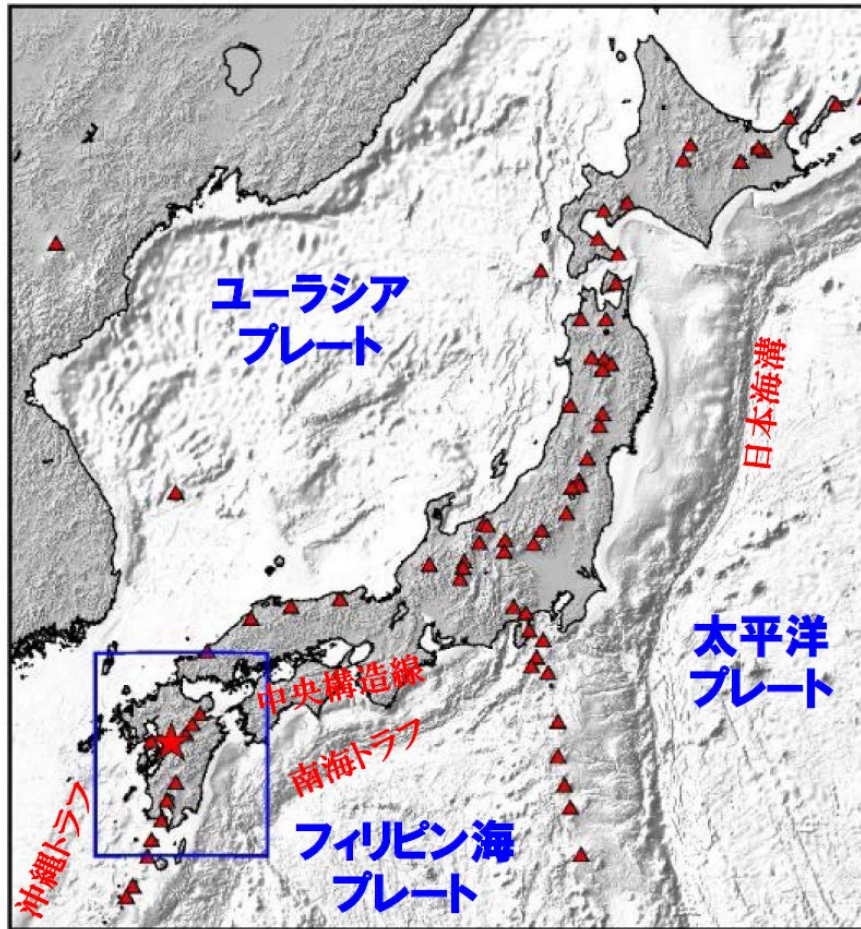 ユーラシア
プレート
日本海溝
太平洋
プレート
中央構造線
南海トラフ
沖縄トラフ
フィリピン海
プレート